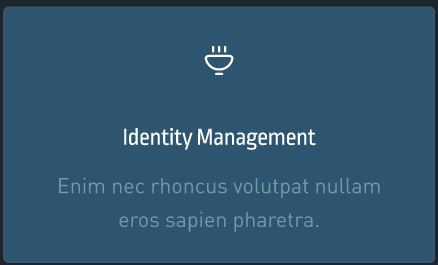 Identity Management
Enim nec rhoncus volutpat nullam
eros sapien pharetra.